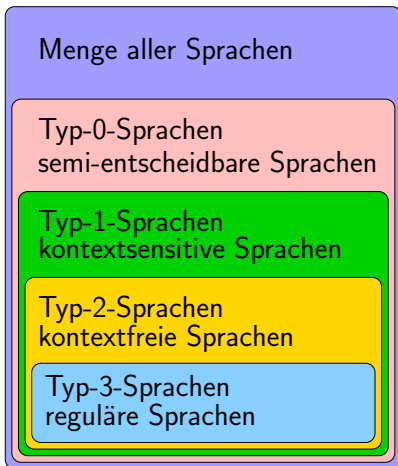 Menge aller Sprachen
Typ-0-Sprachen
semi-entscheidbare Sprachen
Typ-1-Sprachen
kontextsensitive Sprachen
Typ-2-Sprachen
kontextfreie Sprachen
Typ-3-Sprachen
reguläre Sprachen